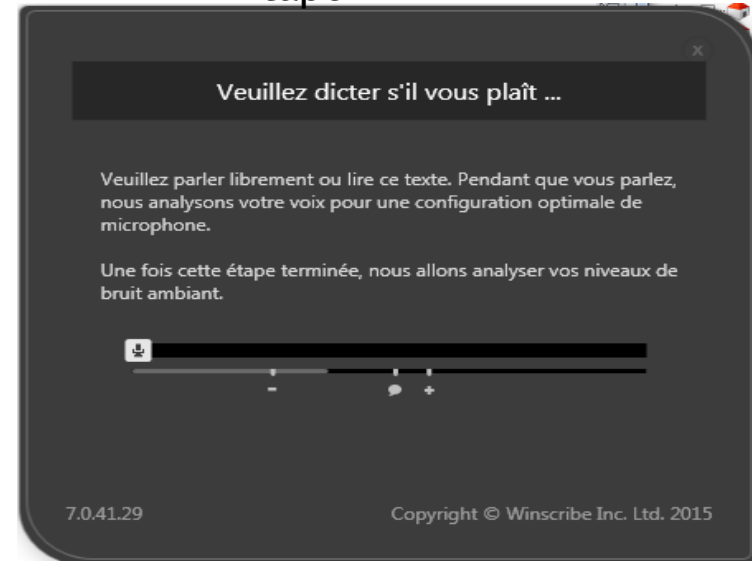 Veuillez dicter s'il vous plaît ...
Veuillez parler librement ou lire ce texte. Pendant que vous parlez,
nous analysons votre voix pour une configuration optimale de
microphone.
Une fois cette étape terminée, nous allons analyser vos niveaux de
bruit ambiant.
7.0.41.29 Copyright © Winscribe Inc. Ltd. 2015